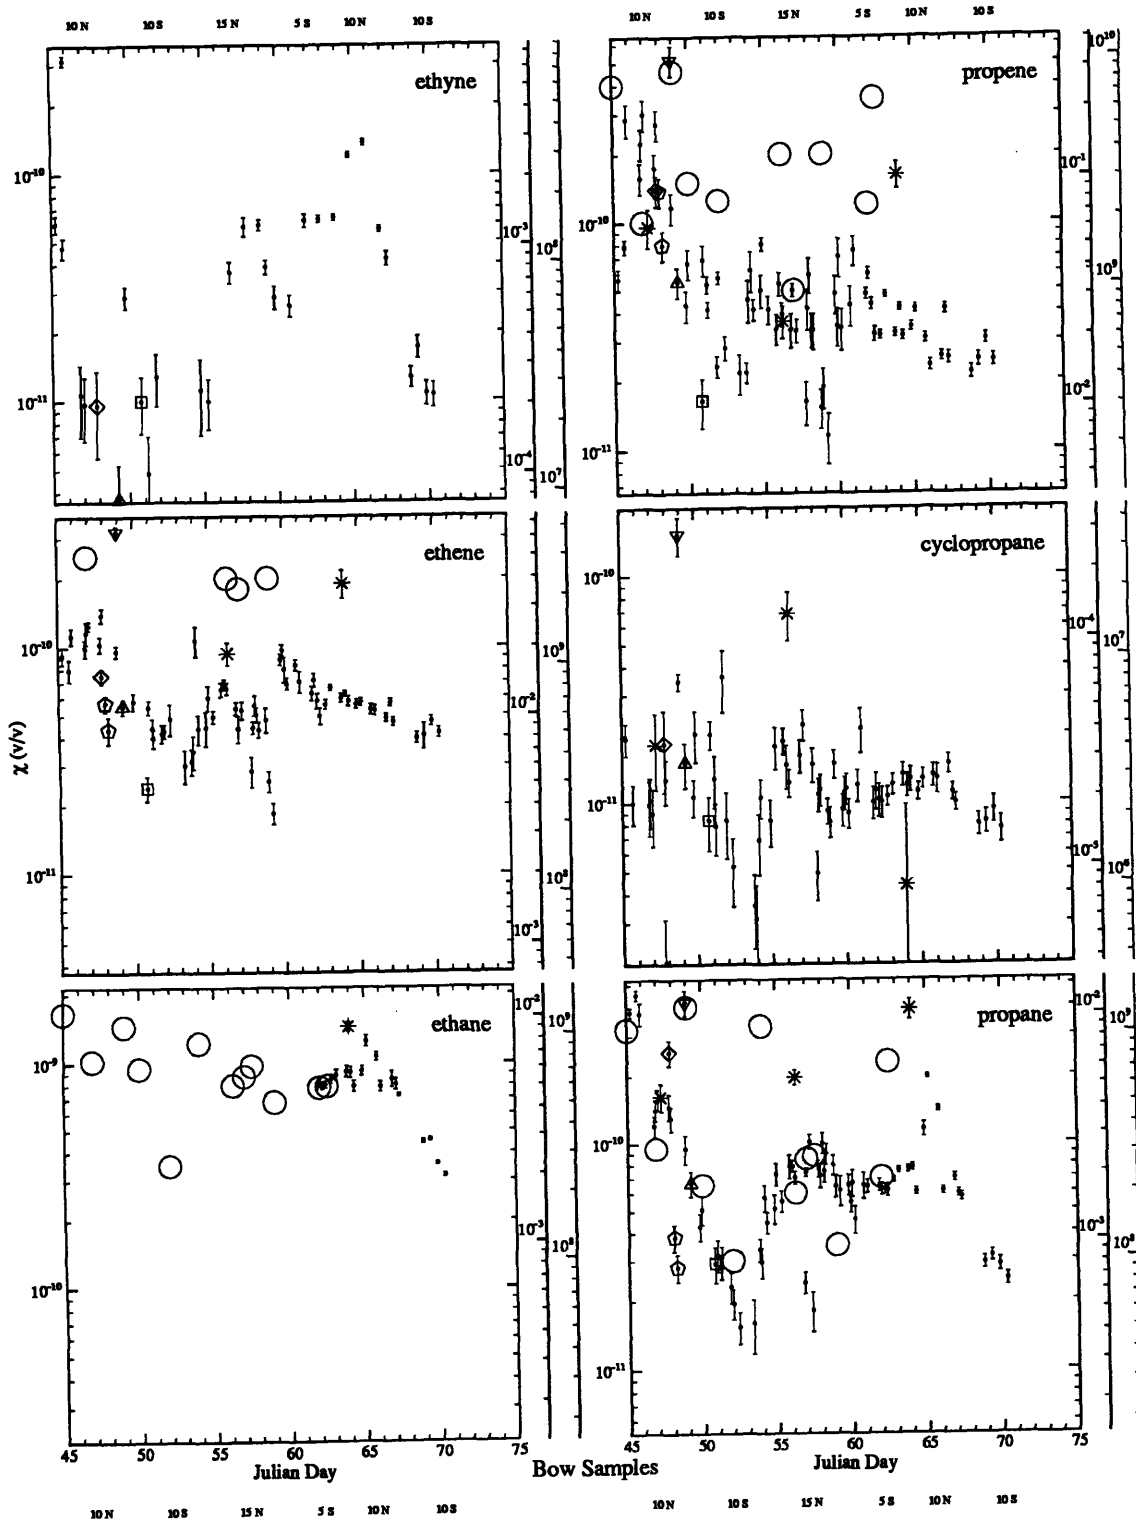 10 N 10 S 15 N 5 S 10 N 10 S
10 N 10 S 15 N 5 S 10 N 10 S
ethyne
10⁻¹⁰
10⁻¹¹
10⁻³
10⁻⁴
10⁸
10⁷
propene
10⁻¹⁰
10⁻¹¹
10⁻¹
10⁻²
10¹⁰
10⁹
ethene
χ (v/v)
10⁻¹⁰
10⁻¹¹
10⁻²
10⁻³
10⁹
10⁸
cyclopropane
10⁻¹⁰
10⁻¹¹
10⁻⁴
10⁻⁵
10⁷
10⁶
ethane
10⁻⁹
10⁻¹⁰
10⁻²
10⁻³
10⁹
10⁸
propane
10⁻¹⁰
10⁻¹¹
10⁻²
10⁻³
10⁹
10⁸
45 50 55 60 65 70 75
45 50 55 60 65 70 75
Julian Day
Bow Samples
Julian Day
10 N 10 S 15 N 5 S 10 N 10 S
10 N 10 S 15 N 5 S 10 N 10 S